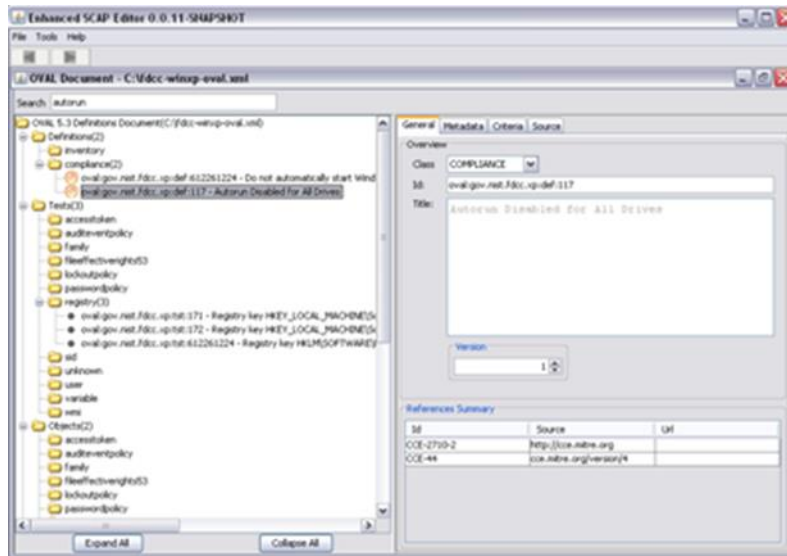 Enhanced SCAP Editor 0.0.11-SNAPSHOT
File Tools Help
OVAL Document - C:\fdcc-winxp-oval.xml
Search autorun
OVAL 5.3 Definitions Document(C:\fdcc-winxp-oval.xml)
Definitions(2)
inventory
compliance(2)
oval:gov.nist.fdcc.xp:def:612261224 - Do not automatically start Wind
oval:gov.nist.fdcc.xp:def:117 - Autorun Disabled for All Drives
Tests(3)
accesstoken
auditeventpolicy
family
fileeffectiverights53
lockoutpolicy
passwordpolicy
registry(3)
oval:gov.nist.fdcc.xp:tst:171 - Registry key HKEY_LOCAL_MACHINE\So
oval:gov.nist.fdcc.xp:tst:172 - Registry key HKEY_LOCAL_MACHINE\So
oval:gov.nist.fdcc.xp:tst:612261224 - Registry key HKLM\SOFTWARE\
sid
unknown
user
variable
wmi
Objects(2)
accesstoken
auditeventpolicy
family
fileeffectiverights53
lockoutpolicy
passwordpolicy
Expand All
Collapse All
General Metadata Criteria Source
Overview
Class COMPLIANCE
Id: oval:gov.nist.fdcc.xp:def:117
Title: Autorun Disabled for All Drives
Version
1
References Summary
Id Source Url
CCE-2710-2 http://cce.mitre.org
CCE-44 cce.mitre.org/version/4